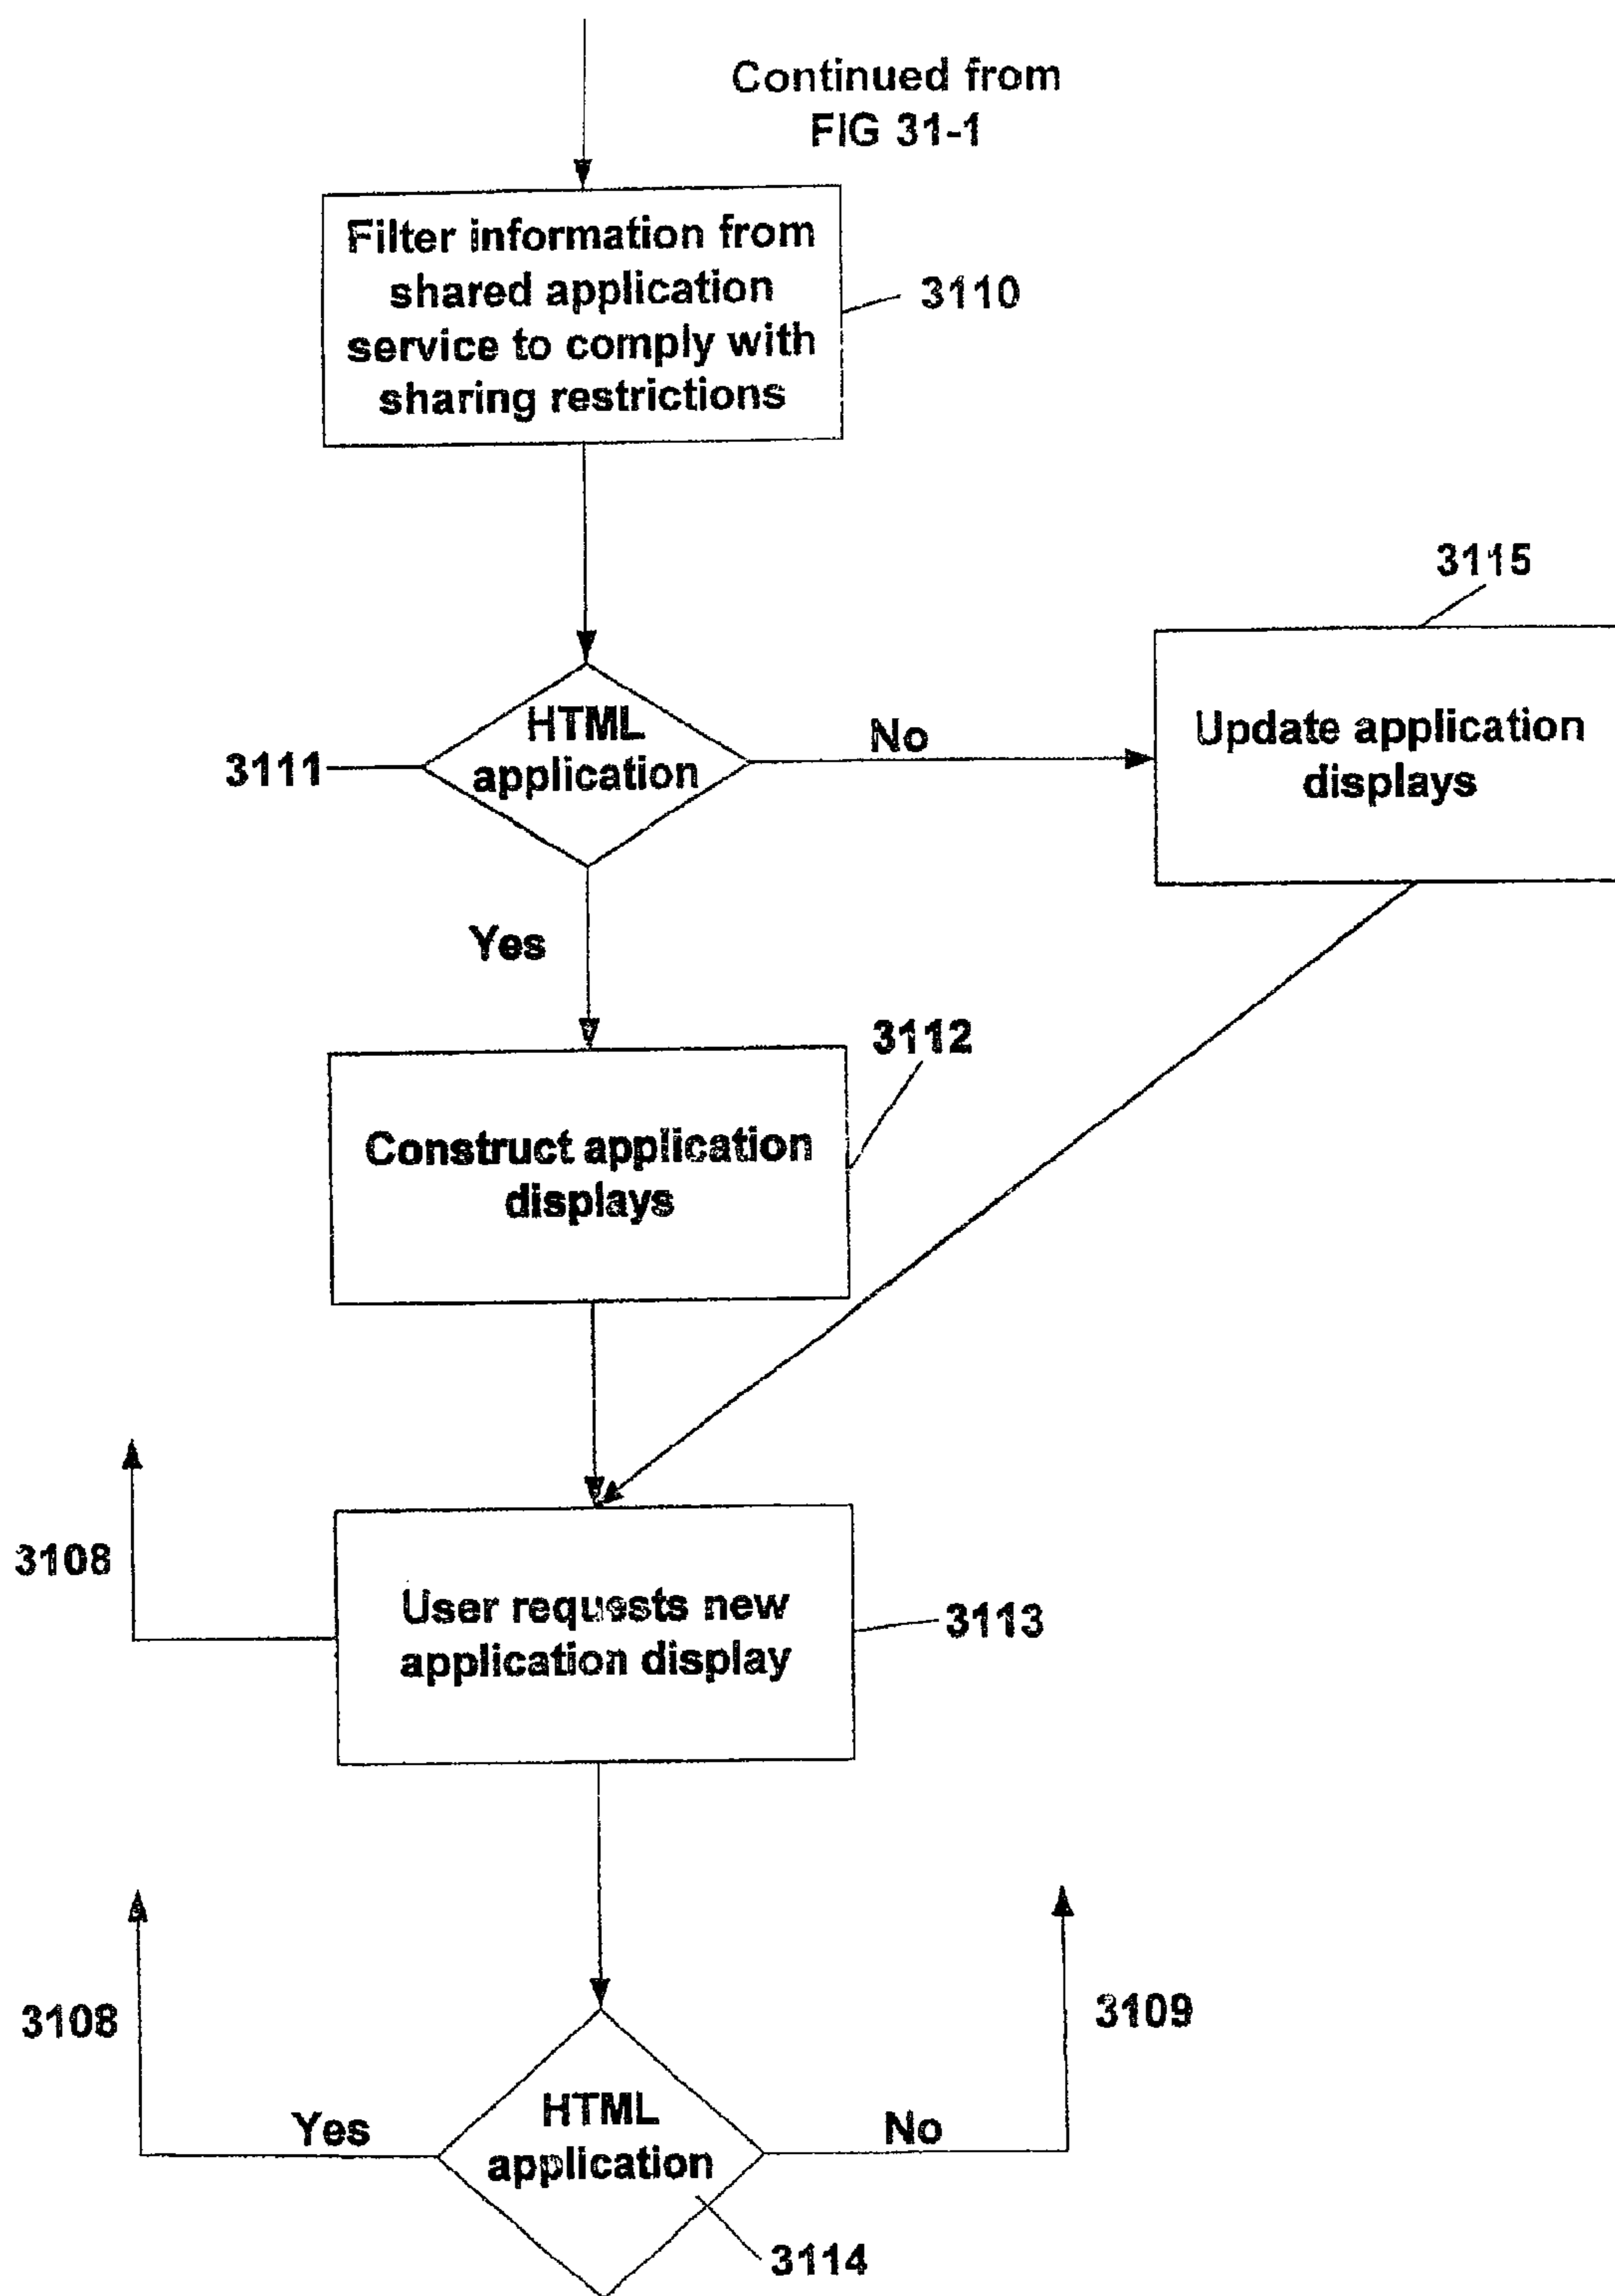 Continued from
FIG 31-1
Filter information from
shared application
service to comply with
sharing restrictions
3110
3115
HTML
application
3111
No
Update application
displays
Yes
3112
Construct application
displays
3108
User requests new
application display
3113
3108
3109
HTML
application
Yes
No
3114